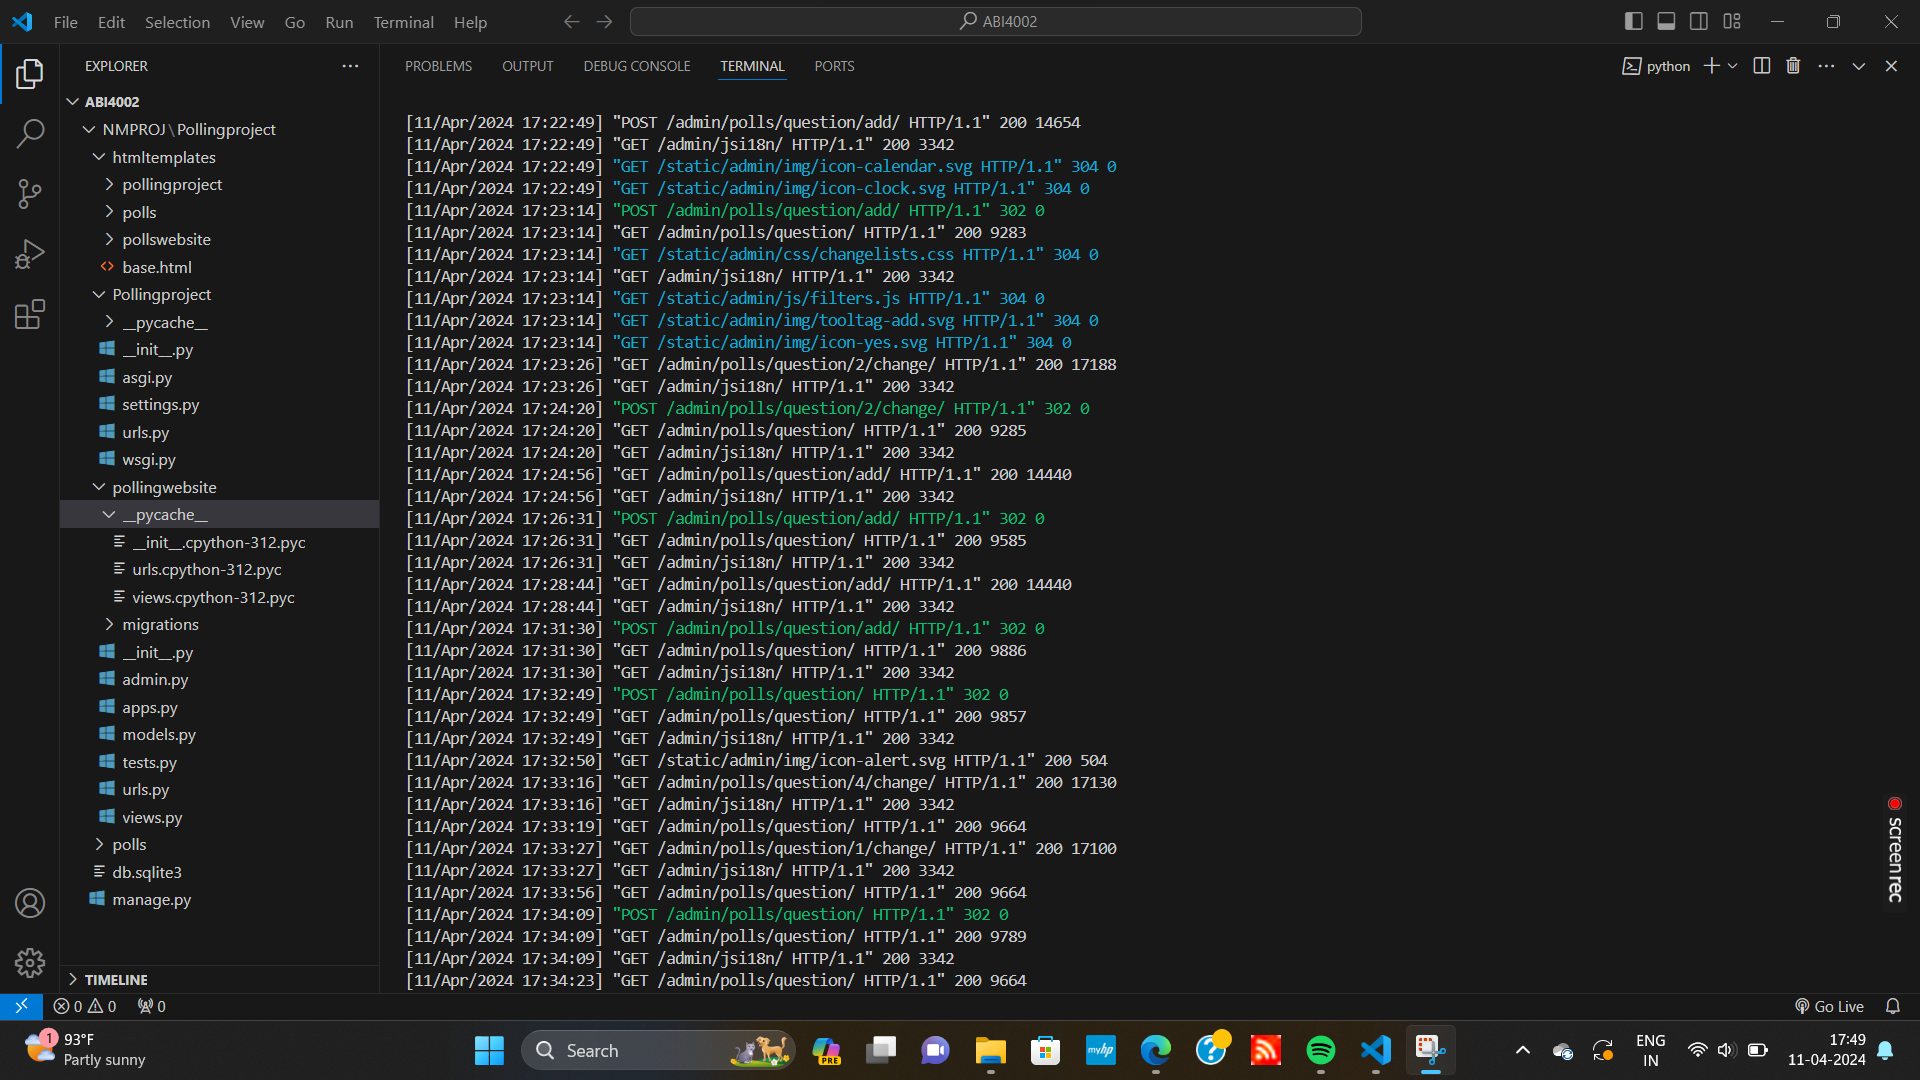 File Edit Selection View Go Run Terminal Help
ABI4002
EXPLORER
ABI4002
NMPROJ\Pollingproject
htmltemplates
pollingproject
polls
pollswebsite
base.html
Pollingproject
__pycache__
__init__.py
asgi.py
settings.py
urls.py
wsgi.py
pollingwebsite
__pycache__
__init__.cpython-312.pyc
urls.cpython-312.pyc
views.cpython-312.pyc
migrations
__init__.py
admin.py
apps.py
models.py
tests.py
urls.py
views.py
polls
db.sqlite3
manage.py
TIMELINE
PROBLEMS OUTPUT DEBUG CONSOLE TERMINAL PORTS
python
[11/Apr/2024 17:22:49] "POST /admin/polls/question/add/ HTTP/1.1" 200 14654
[11/Apr/2024 17:22:49] "GET /admin/jsi18n/ HTTP/1.1" 200 3342
[11/Apr/2024 17:22:49] "GET /static/admin/img/icon-calendar.svg HTTP/1.1" 304 0
[11/Apr/2024 17:22:49] "GET /static/admin/img/icon-clock.svg HTTP/1.1" 304 0
[11/Apr/2024 17:23:14] "POST /admin/polls/question/add/ HTTP/1.1" 302 0
[11/Apr/2024 17:23:14] "GET /admin/polls/question/ HTTP/1.1" 200 9283
[11/Apr/2024 17:23:14] "GET /static/admin/css/changelists.css HTTP/1.1" 304 0
[11/Apr/2024 17:23:14] "GET /admin/jsi18n/ HTTP/1.1" 200 3342
[11/Apr/2024 17:23:14] "GET /static/admin/js/filters.js HTTP/1.1" 304 0
[11/Apr/2024 17:23:14] "GET /static/admin/img/tooltag-add.svg HTTP/1.1" 304 0
[11/Apr/2024 17:23:14] "GET /static/admin/img/icon-yes.svg HTTP/1.1" 304 0
[11/Apr/2024 17:23:26] "GET /admin/polls/question/2/change/ HTTP/1.1" 200 17188
[11/Apr/2024 17:23:26] "GET /admin/jsi18n/ HTTP/1.1" 200 3342
[11/Apr/2024 17:24:20] "POST /admin/polls/question/2/change/ HTTP/1.1" 302 0
[11/Apr/2024 17:24:20] "GET /admin/polls/question/ HTTP/1.1" 200 9285
[11/Apr/2024 17:24:20] "GET /admin/jsi18n/ HTTP/1.1" 200 3342
[11/Apr/2024 17:24:56] "GET /admin/polls/question/add/ HTTP/1.1" 200 14440
[11/Apr/2024 17:24:56] "GET /admin/jsi18n/ HTTP/1.1" 200 3342
[11/Apr/2024 17:26:31] "POST /admin/polls/question/add/ HTTP/1.1" 302 0
[11/Apr/2024 17:26:31] "GET /admin/polls/question/ HTTP/1.1" 200 9585
[11/Apr/2024 17:26:31] "GET /admin/jsi18n/ HTTP/1.1" 200 3342
[11/Apr/2024 17:28:44] "GET /admin/polls/question/add/ HTTP/1.1" 200 14440
[11/Apr/2024 17:28:44] "GET /admin/jsi18n/ HTTP/1.1" 200 3342
[11/Apr/2024 17:31:30] "POST /admin/polls/question/add/ HTTP/1.1" 302 0
[11/Apr/2024 17:31:30] "GET /admin/polls/question/ HTTP/1.1" 200 9886
[11/Apr/2024 17:31:30] "GET /admin/jsi18n/ HTTP/1.1" 200 3342
[11/Apr/2024 17:32:49] "POST /admin/polls/question/ HTTP/1.1" 302 0
[11/Apr/2024 17:32:49] "GET /admin/polls/question/ HTTP/1.1" 200 9857
[11/Apr/2024 17:32:49] "GET /admin/jsi18n/ HTTP/1.1" 200 3342
[11/Apr/2024 17:32:50] "GET /static/admin/img/icon-alert.svg HTTP/1.1" 200 504
[11/Apr/2024 17:33:16] "GET /admin/polls/question/4/change/ HTTP/1.1" 200 17130
[11/Apr/2024 17:33:16] "GET /admin/jsi18n/ HTTP/1.1" 200 3342
[11/Apr/2024 17:33:19] "GET /admin/polls/question/ HTTP/1.1" 200 9664
[11/Apr/2024 17:33:27] "GET /admin/polls/question/1/change/ HTTP/1.1" 200 17100
[11/Apr/2024 17:33:27] "GET /admin/jsi18n/ HTTP/1.1" 200 3342
[11/Apr/2024 17:33:56] "GET /admin/polls/question/ HTTP/1.1" 200 9664
[11/Apr/2024 17:34:09] "POST /admin/polls/question/ HTTP/1.1" 302 0
[11/Apr/2024 17:34:09] "GET /admin/polls/question/ HTTP/1.1" 200 9789
[11/Apr/2024 17:34:09] "GET /admin/jsi18n/ HTTP/1.1" 200 3342
[11/Apr/2024 17:34:23] "GET /admin/polls/question/ HTTP/1.1" 200 9664
screenrec
0 0 0
Go Live
1
93°F
Partly sunny
Search
PRE
myhp
ENG
IN
17:49
11-04-2024